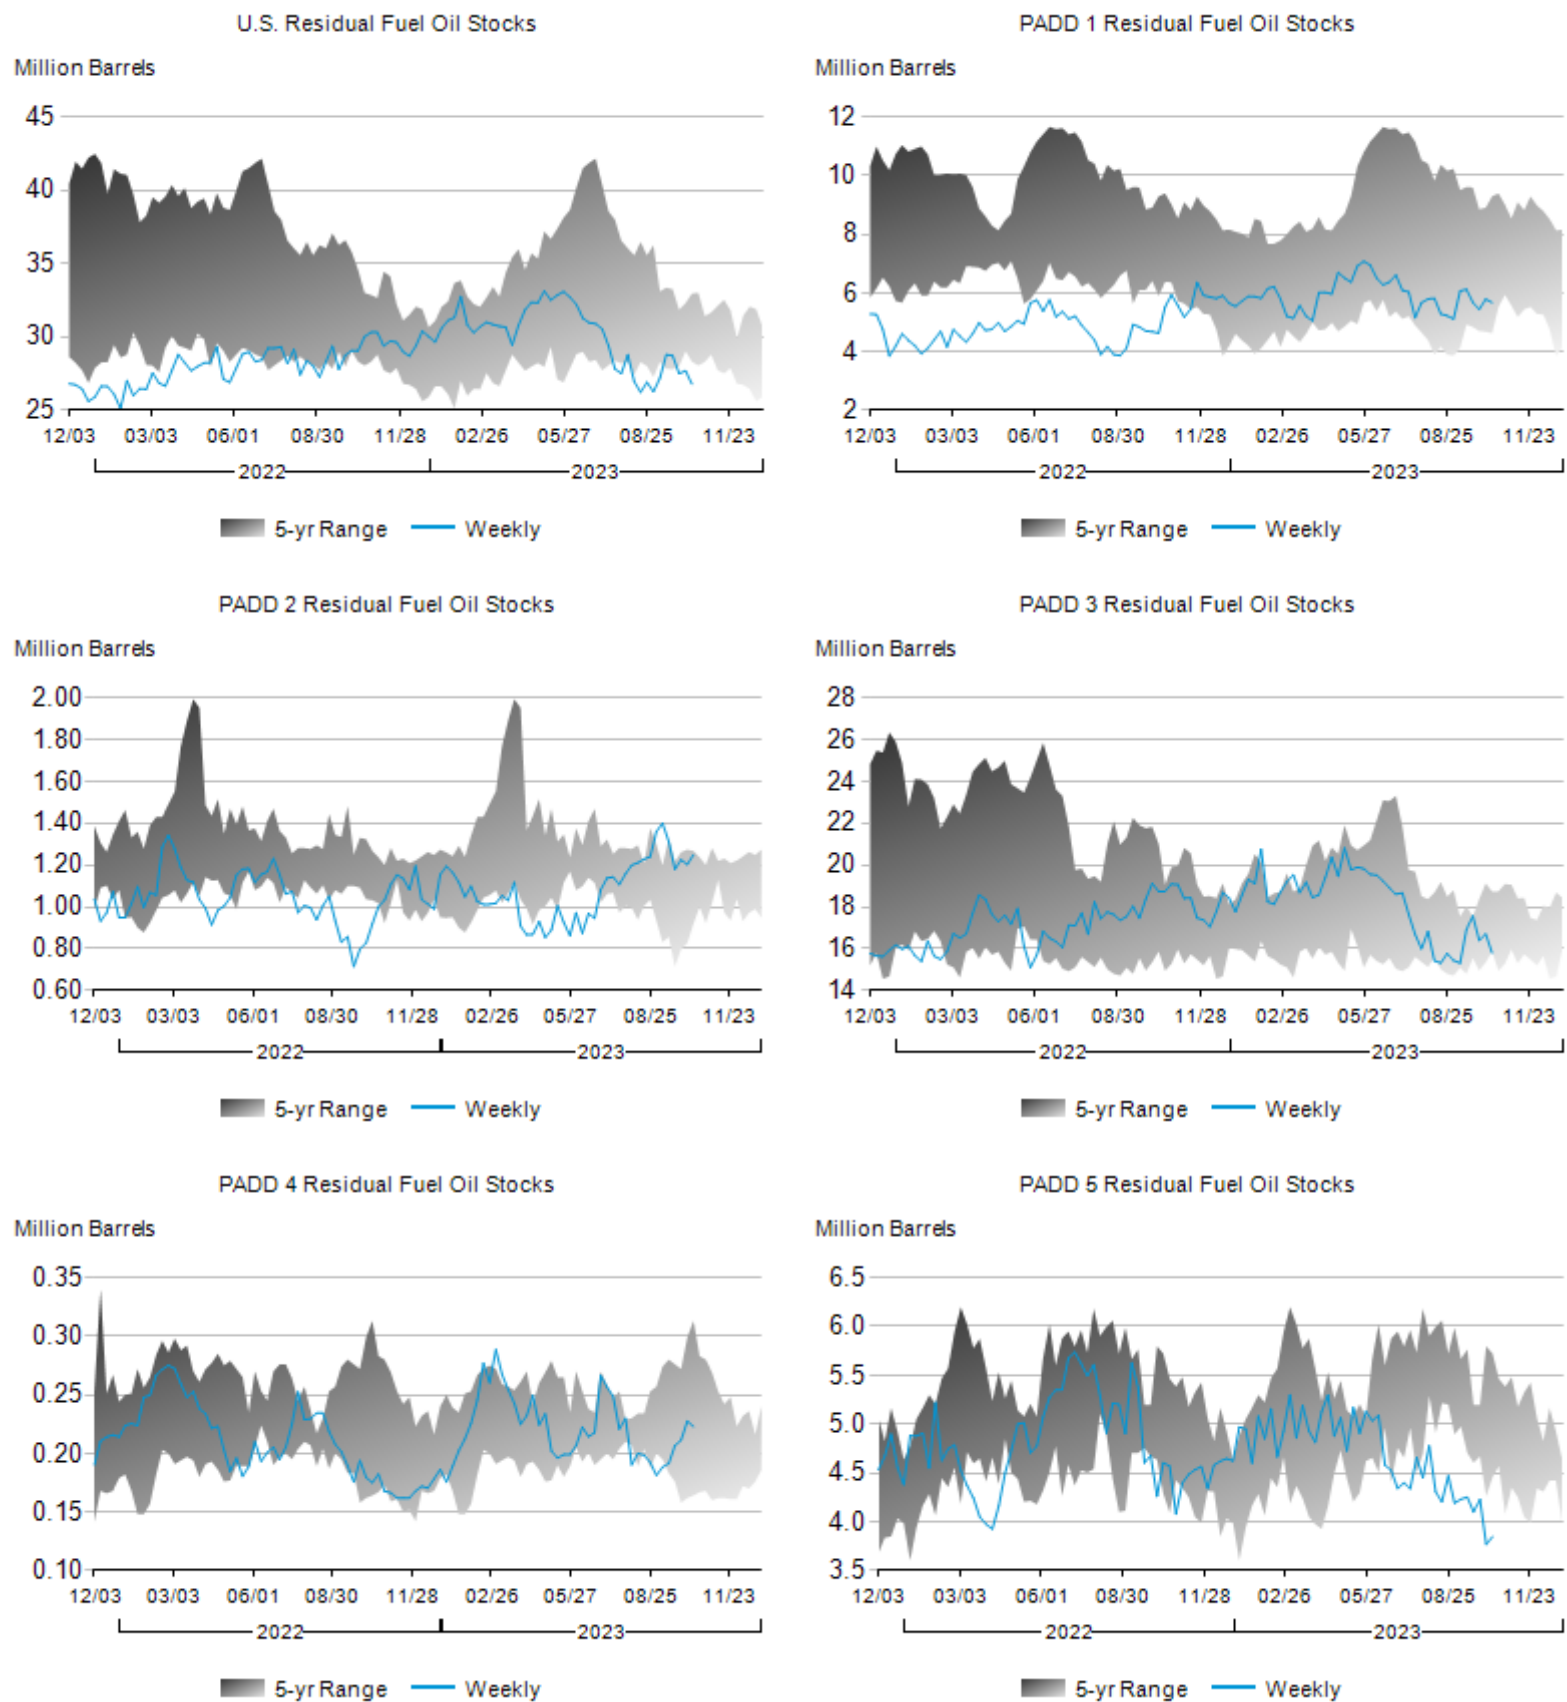 U.S. Residual Fuel Oil Stocks
Million Barrels
45
40
35
30
25
12/03 03/03 06/01 08/30 11/28 02/26 05/27 08/25 11/23
2022 2023
5-yr Range Weekly
PADD 1 Residual Fuel Oil Stocks
Million Barrels
12
10
8
6
4
2
12/03 03/03 06/01 08/30 11/28 02/26 05/27 08/25 11/23
2022 2023
5-yr Range Weekly
PADD 2 Residual Fuel Oil Stocks
Million Barrels
2.00
1.80
1.60
1.40
1.20
1.00
0.80
0.60
12/03 03/03 06/01 08/30 11/28 02/26 05/27 08/25 11/23
2022 2023
5-yr Range Weekly
PADD 3 Residual Fuel Oil Stocks
Million Barrels
28
26
24
22
20
18
16
14
12/03 03/03 06/01 08/30 11/28 02/26 05/27 08/25 11/23
2022 2023
5-yr Range Weekly
PADD 4 Residual Fuel Oil Stocks
Million Barrels
0.35
0.30
0.25
0.20
0.15
0.10
12/03 03/03 06/01 08/30 11/28 02/26 05/27 08/25 11/23
2022 2023
5-yr Range Weekly
PADD 5 Residual Fuel Oil Stocks
Million Barrels
6.5
6.0
5.5
5.0
4.5
4.0
3.5
12/03 03/03 06/01 08/30 11/28 02/26 05/27 08/25 11/23
2022 2023
5-yr Range Weekly